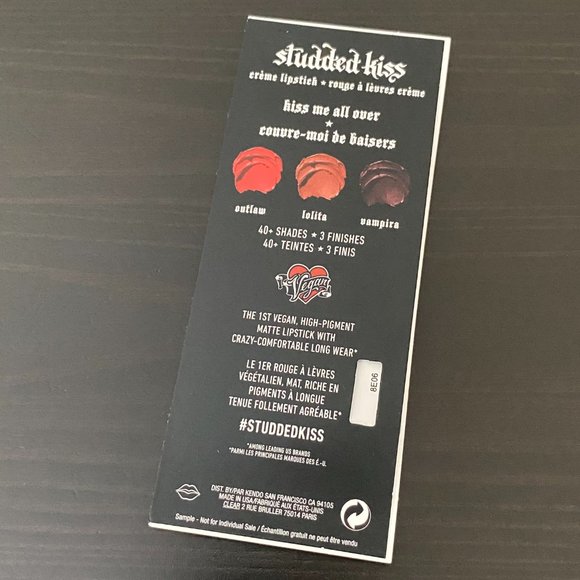 studded kiss
crème lipstick ★ rouge à lèvres crème
kiss me all over
★
couvre-moi de baisers
outlaw lolita vampira
40+ SHADES ★ 3 FINISHES
40+ TEINTES ★ 3 FINIS
Vegan
THE 1ST VEGAN, HIGH-PIGMENT
MATTE LIPSTICK WITH
CRAZY-COMFORTABLE LONG WEAR*
LE 1ER ROUGE À LÈVRES
VÉGÉTALIEN, MAT, RICHE EN
PIGMENTS À LONGUE
TENUE FOLLEMENT AGRÉABLE*
8E06
#STUDDEDKISS
*AMONG LEADING US BRANDS
*PARMI LES PRINCIPALES MARQUES DES É.-U.
DIST. BY/PAR KENDO SAN FRANCISCO CA 94105
MADE IN USA/FABRIQUÉ AUX ÉTATS-UNIS
CLEAR 2 RUE BRULLER 75014 PARIS
Sample - Not for Individual Sale / Échantillon gratuit ne peut être vendu